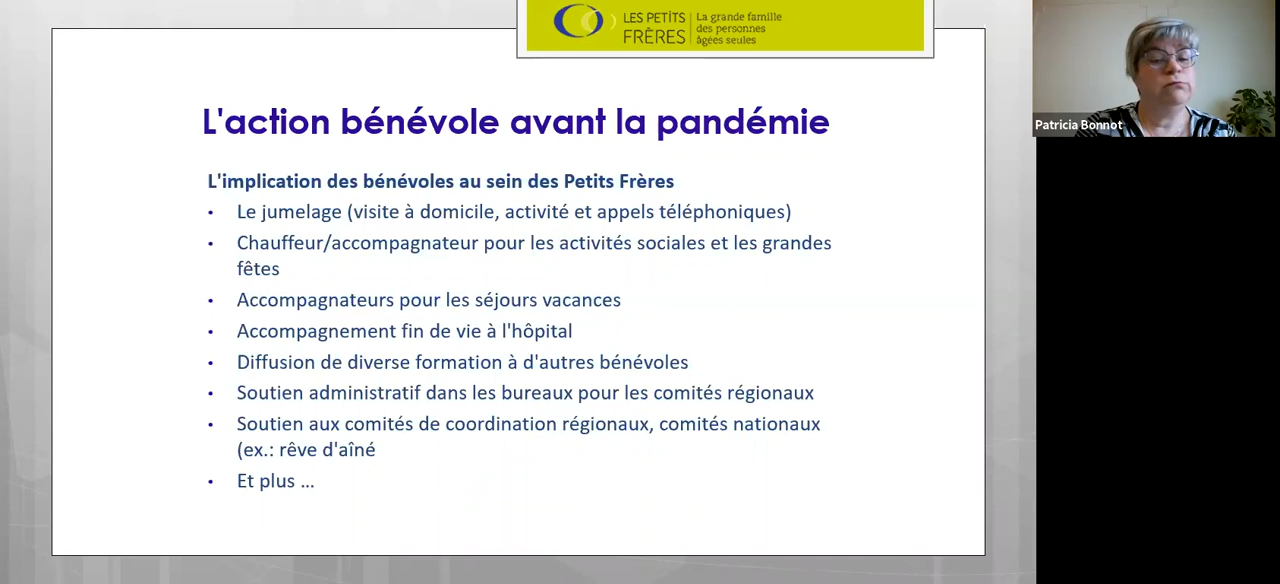 LES PETITS
FRÈRES
La grande famille
des personnes
âgées seules
Patricia Bonnot
L'action bénévole avant la pandémie
L'implication des bénévoles au sein des Petits Frères
• Le jumelage (visite à domicile, activité et appels téléphoniques)
• Chauffeur/accompagnateur pour les activités sociales et les grandes
fêtes
• Accompagnateurs pour les séjours vacances
• Accompagnement fin de vie à l'hôpital
• Diffusion de diverse formation à d'autres bénévoles
• Soutien administratif dans les bureaux pour les comités régionaux
• Soutien aux comités de coordination régionaux, comités nationaux
(ex.: rêve d'aîné
• Et plus ...